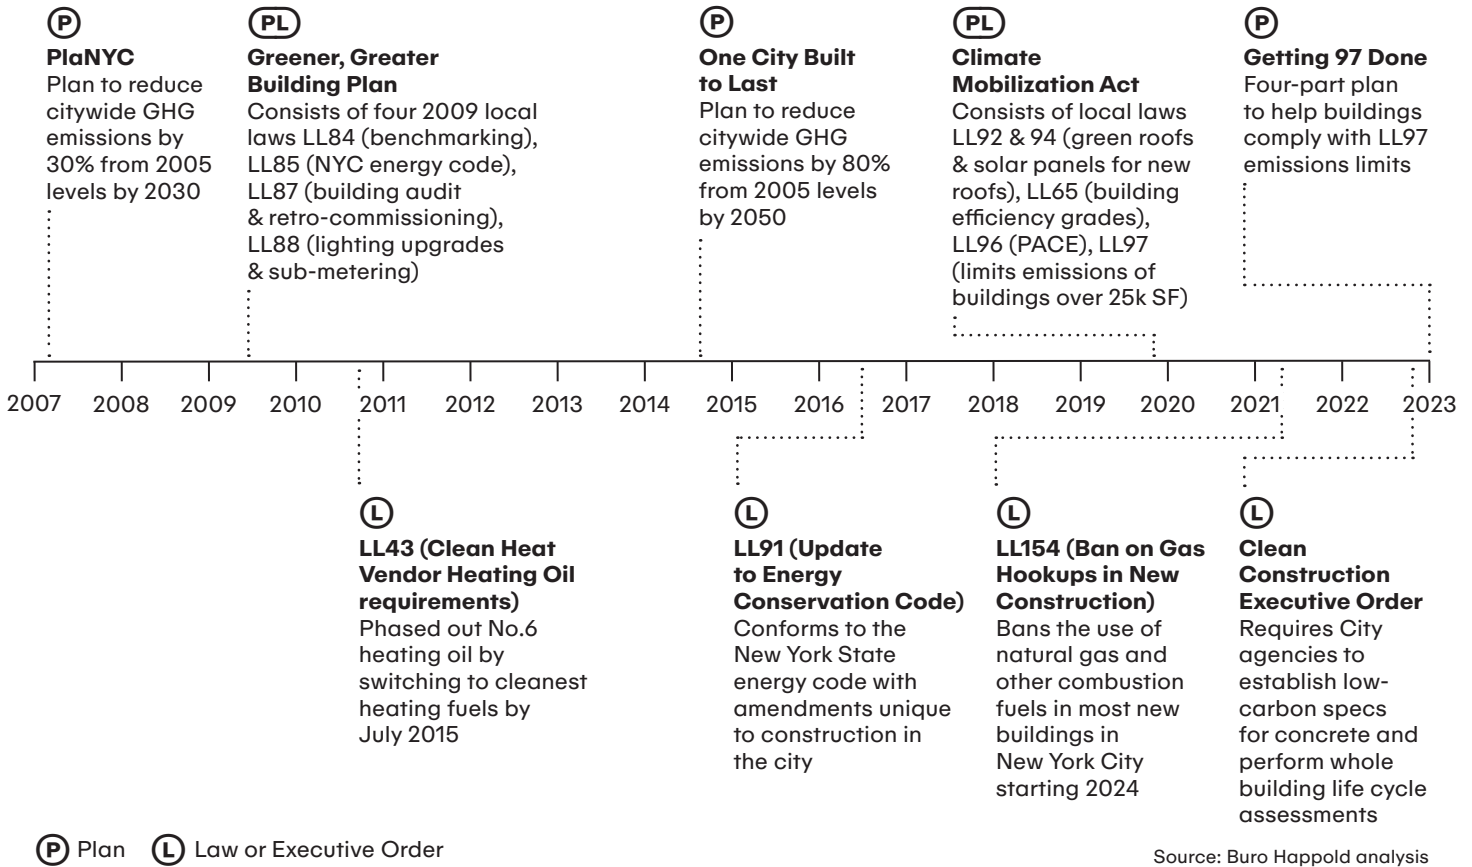 P
PlaNYC
Plan to reduce
citywide GHG
emissions by
30% from 2005
levels by 2030
PL
Greener, Greater
Building Plan
Consists of four 2009 local
laws LL84 (benchmarking),
LL85 (NYC energy code),
LL87 (building audit
& retro-commissioning),
LL88 (lighting upgrades
& sub-metering)
P
One City Built
to Last
Plan to reduce
citywide GHG
emissions by 80%
from 2005 levels
by 2050
PL
Climate
Mobilization Act
Consists of local laws
LL92 & 94 (green roofs
& solar panels for new
roofs), LL65 (building
efficiency grades),
LL96 (PACE), LL97
(limits emissions of
buildings over 25k SF)
P
Getting 97 Done
Four-part plan
to help buildings
comply with LL97
emissions limits
2007 2008 2009 2010 2011 2012 2013 2014 2015 2016 2017 2018 2019 2020 2021 2022 2023
L
LL43 (Clean Heat
Vendor Heating Oil
requirements)
Phased out No.6
heating oil by
switching to cleanest
heating fuels by
July 2015
L
LL91 (Update
to Energy
Conservation Code)
Conforms to the
New York State
energy code with
amendments unique
to construction in
the city
L
LL154 (Ban on Gas
Hookups in New
Construction)
Bans the use of
natural gas and
other combustion
fuels in most new
buildings in
New York City
starting 2024
L
Clean
Construction
Executive Order
Requires City
agencies to
establish low-
carbon specs
for concrete and
perform whole
building life cycle
assessments
P Plan L Law or Executive Order
Source: Buro Happold analysis